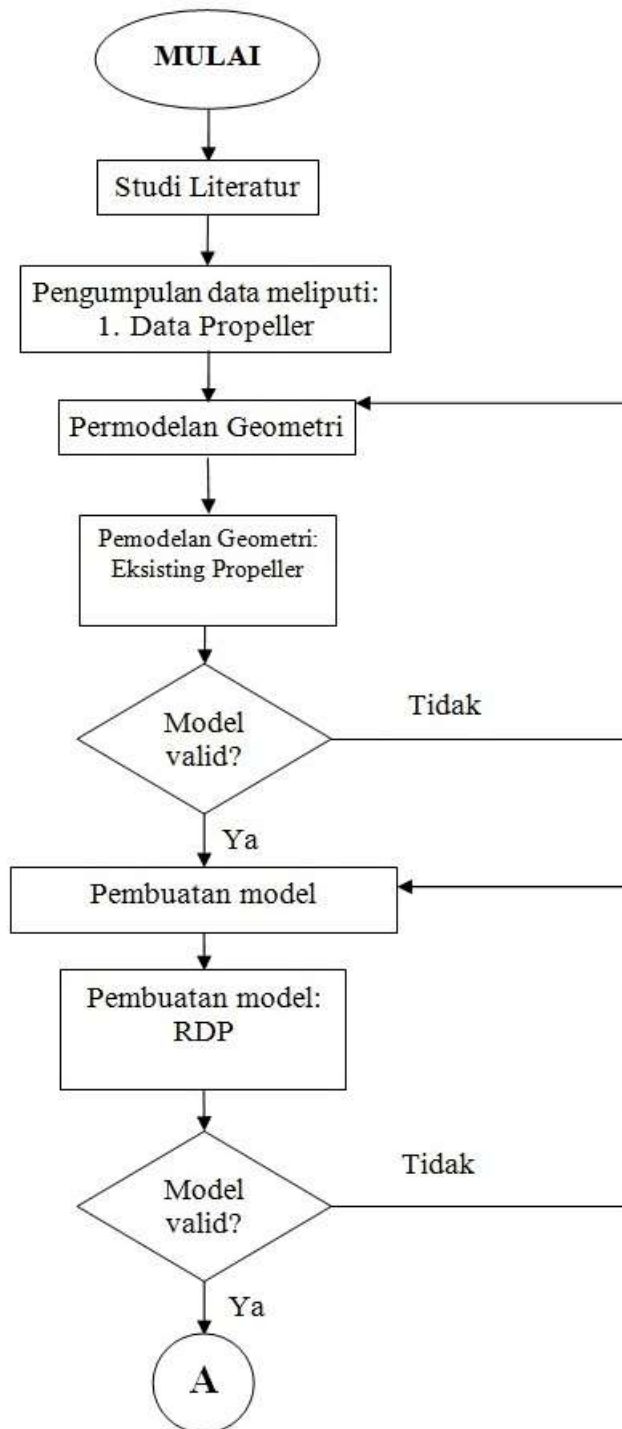 MULAI
Studi Literatur
Pengumpulan data meliputi:
1. Data Propeller
Permodelan Geometri
Pemodelan Geometri:
Eksisting Propeller
Model
valid?
Tidak
Ya
Pembuatan model
Pembuatan model:
RDP
Model
valid?
Tidak
Ya
A